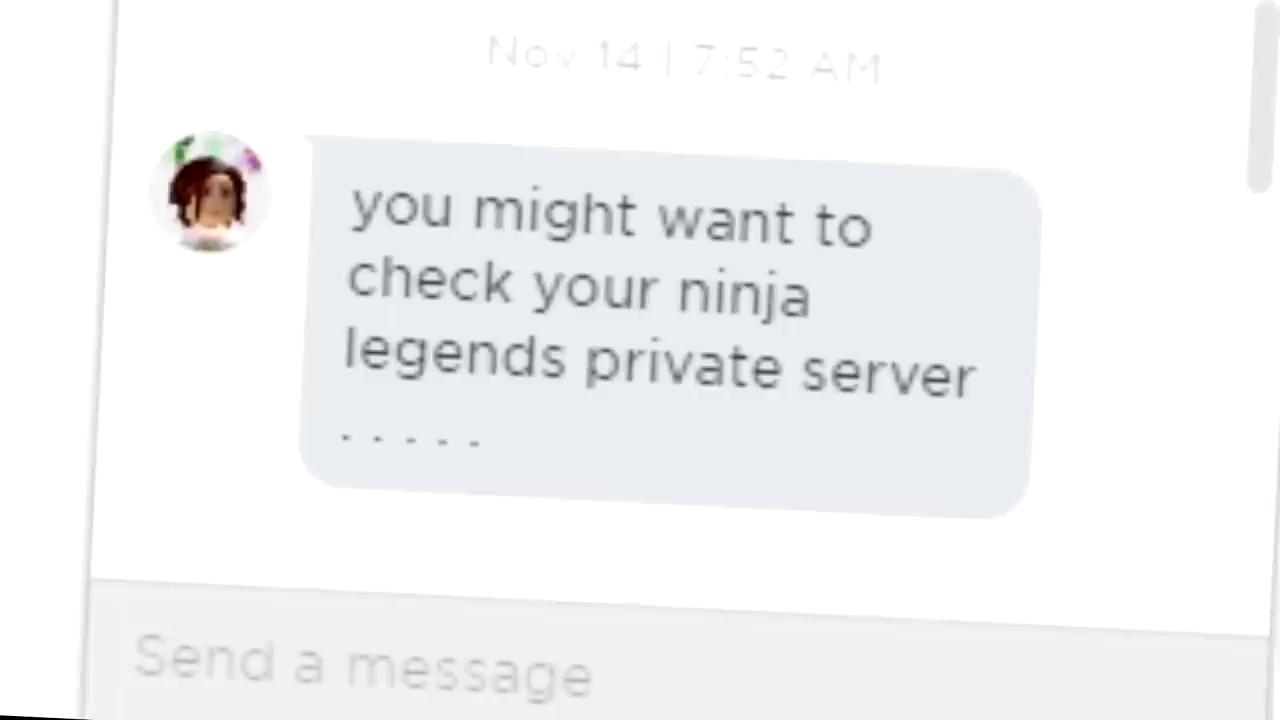 Nov 14 | 7:52 AM
you might want to
check your ninja
legends private server
. . . . .
Send a message